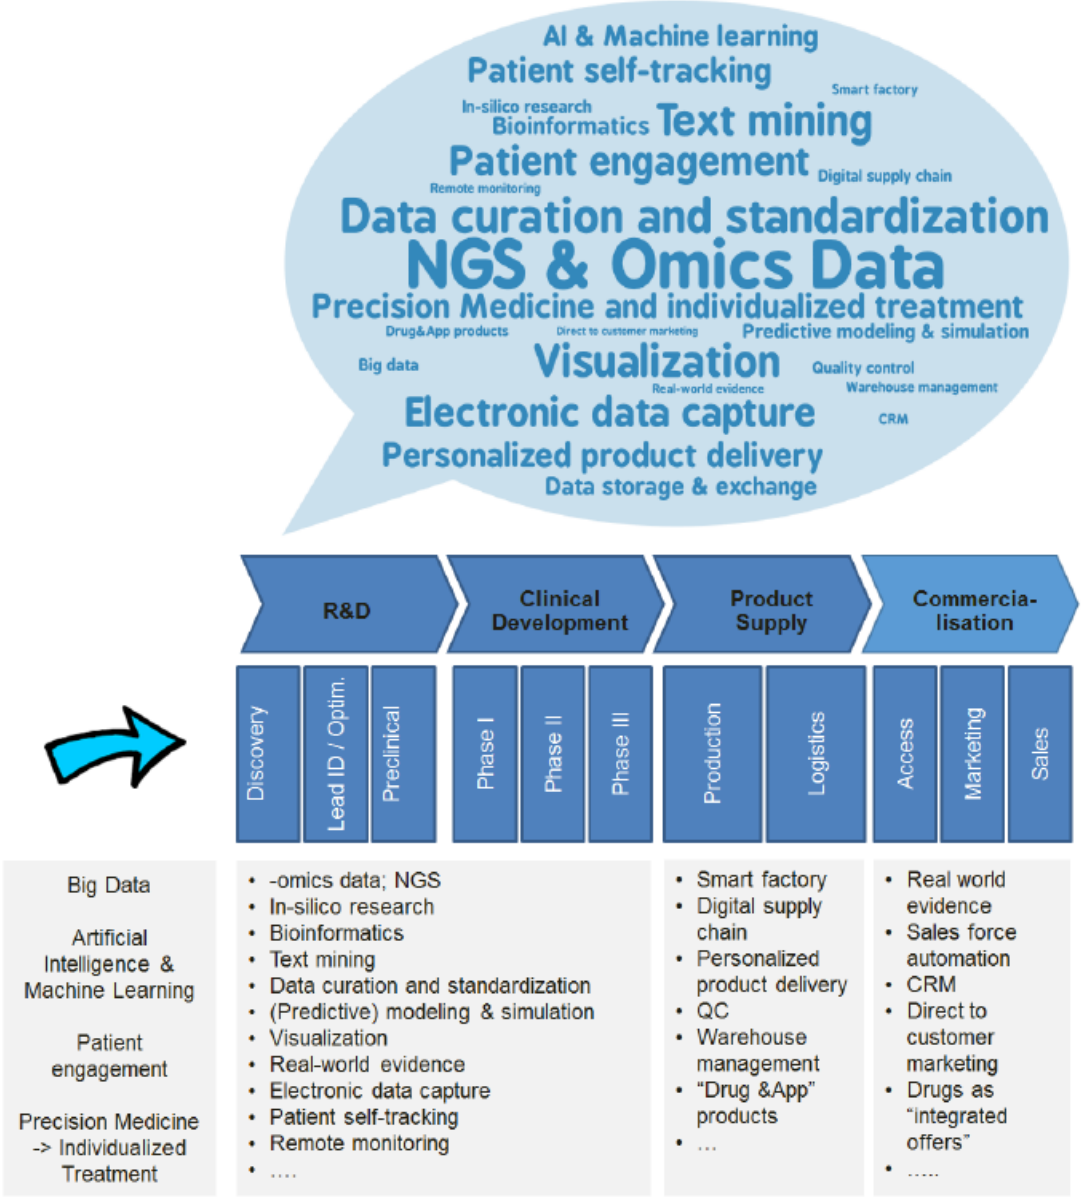 AI & Machine learning
Patient self-tracking
Smart factory
In-silico research
Bioinformatics Text mining
Patient engagement
Digital supply chain
Remote monitoring
Data curation and standardization
NGS & Omics Data
Precision Medicine and individualized treatment
Drug&App products Direct to customer marketing Predictive modeling & simulation
Visualization
Big data
Quality control
Real-world evidence
Warehouse management
Electronic data capture
CRM
Personalized product delivery
Data storage & exchange
R&D
Clinical
Development
Product
Supply
Commercia-
lisation
Discovery
Lead ID / Optim.
Preclinical
Phase I
Phase II
Phase III
Production
Logistics
Access
Marketing
Sales
Big Data
Artificial
Intelligence &
Machine Learning
Patient
engagement
Precision Medicine
-> Individualized
Treatment
• -omics data; NGS
• In-silico research
• Bioinformatics
• Text mining
• Data curation and standardization
• (Predictive) modeling & simulation
• Visualization
• Real-world evidence
• Electronic data capture
• Patient self-tracking
• Remote monitoring
• ....
• Smart factory
• Digital supply
chain
• Personalized
product delivery
• QC
• Warehouse
management
• “Drug &App”
products
• ...
• Real world
evidence
• Sales force
automation
• CRM
• Direct to
customer
marketing
• Drugs as
“integrated
offers”
• .....